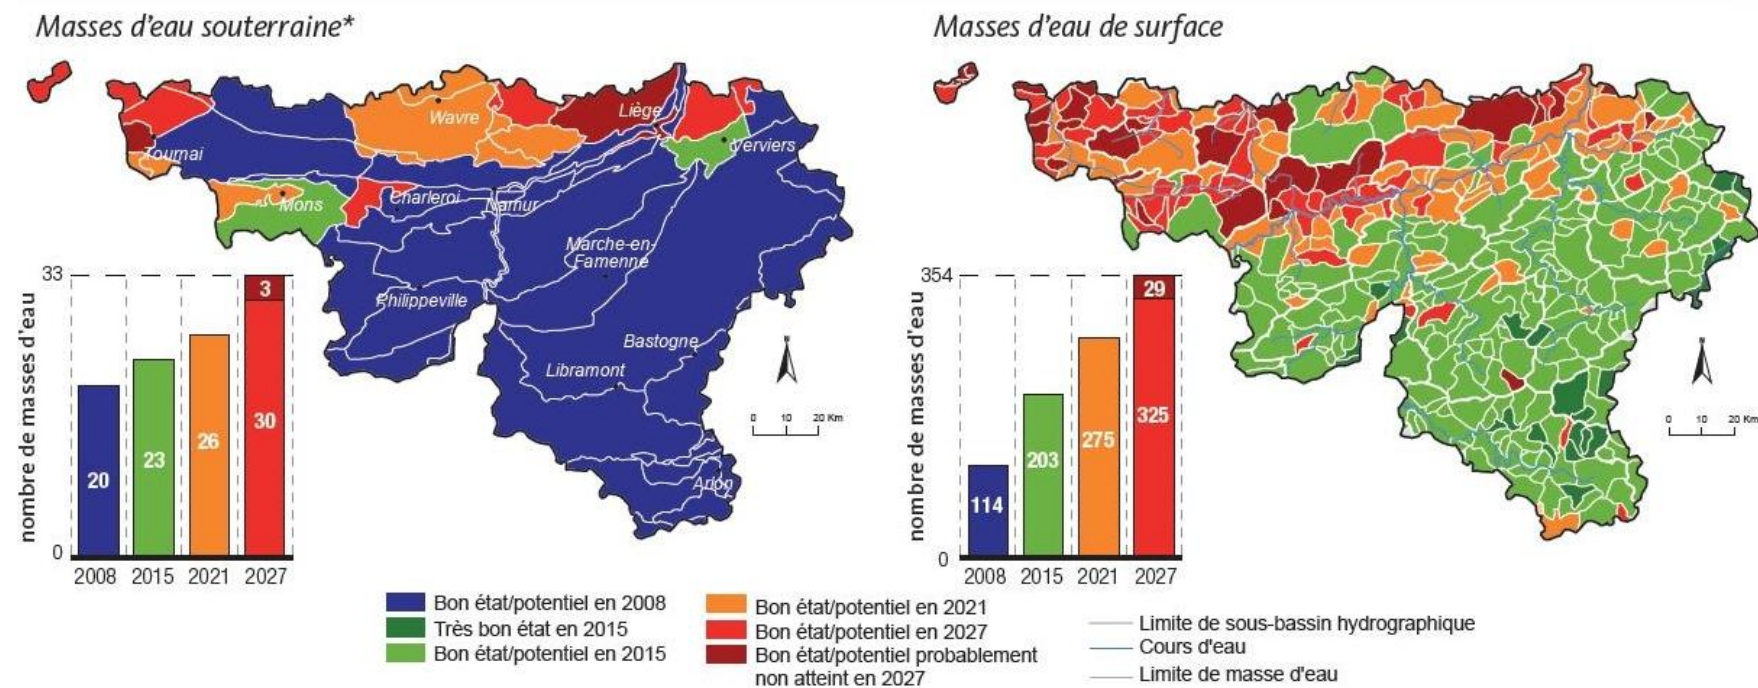 Masses d'eau souterraine*
Wavre
Liège
Tournai
Verviers
Mons
Charleroi
Namur
Marche-en-
Famenne
Philippeville
Bastogne
Libramont
Arlon
N
0 10 20 Km
nombre de masses d'eau
33
0
20
23
26
3
30
2008 2015 2021 2027
Masses d'eau de surface
N
0 10 20 Km
nombre de masses d'eau
354
0
114
203
275
29
325
2008 2015 2021 2027
Bon état/potentiel en 2008
Très bon état en 2015
Bon état/potentiel en 2015
Bon état/potentiel en 2021
Bon état/potentiel en 2027
Bon état/potentiel probablement
non atteint en 2027
Limite de sous-bassin hydrographique
Cours d'eau
Limite de masse d'eau